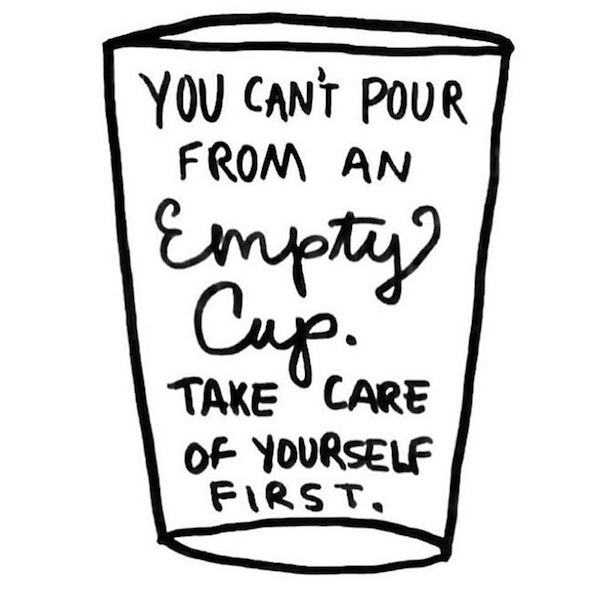 YOU CAN'T POUR
FROM AN
Empty
Cup.
TAKE CARE
OF YOURSELF
FIRST.